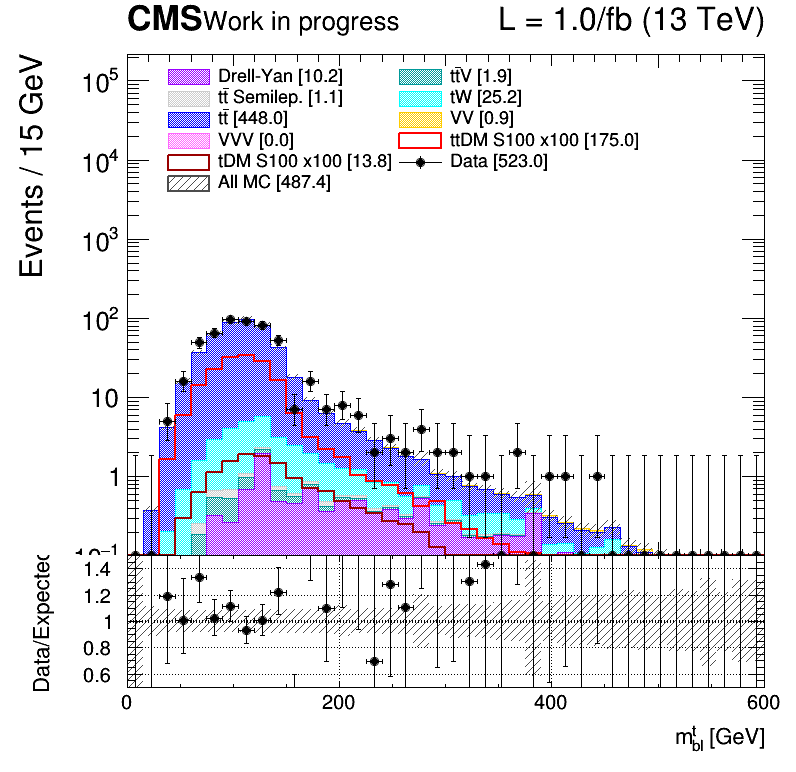 CMS Work in progress L = 1.0/fb (13 TeV)
Events / 15 GeV
Drell-Yan [10.2] tt̄V [1.9]
tt̄ Semilep. [1.1] tW [25.2]
tt̄ [448.0] VV [0.9]
VVV [0.0] ttDM S100 x100 [175.0]
tDM S100 x100 [13.8] Data [523.0]
All MC [487.4]
10⁵
10⁴
10³
10²
10
1
10⁻¹
Data/Expected
1.4
1.2
1
0.8
0.6
0 200 400 600
m_bl^t [GeV]